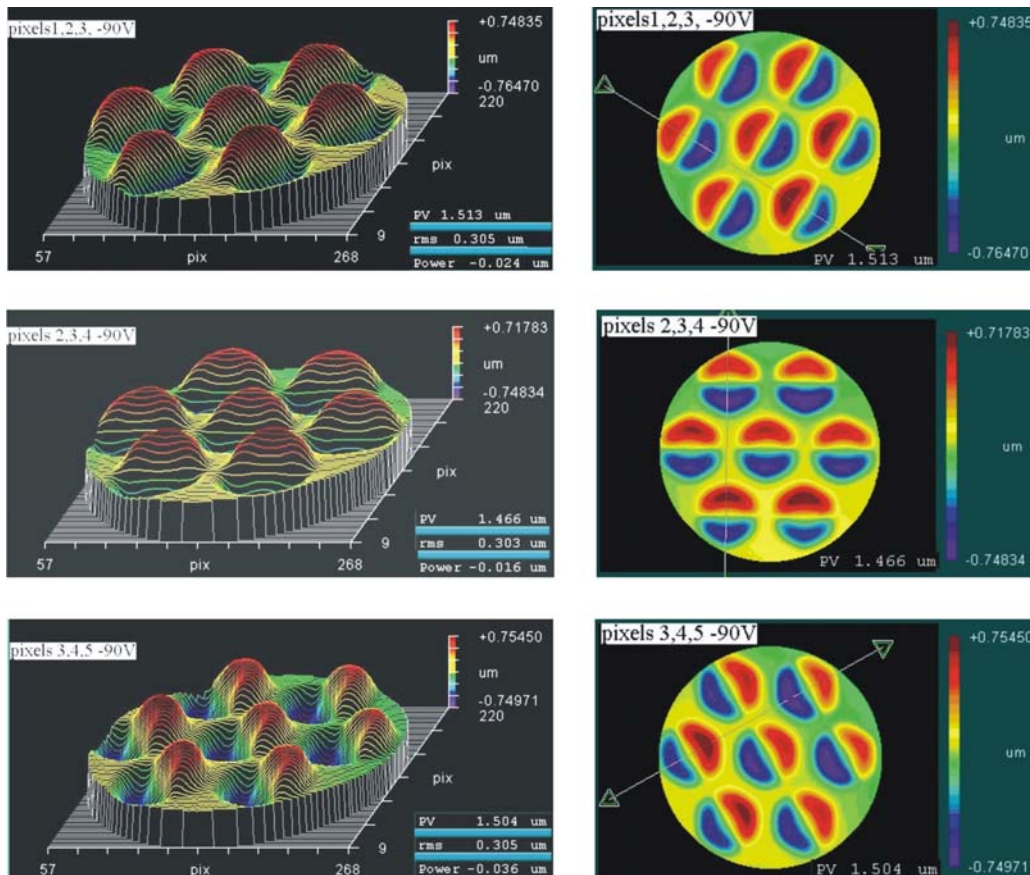 pixels1,2,3, -90V
+0.74835
um
-0.76470
220
pix
PV 1.513 um
rms 0.305 um
Power -0.024 um
9
57 pix 268
pixels1,2,3, -90V
+0.74835
um
PV 1.513 um
-0.76470
pixels 2,3,4 -90V
+0.71783
um
-0.74834
220
pix
PV 1.466 um
rms 0.303 um
Power -0.016 um
9
57 pix 268
pixels 2,3,4 -90V
+0.71783
um
PV 1.466 um
-0.74834
pixels 3,4,5 -90V
+0.75450
um
-0.74971
220
pix
PV 1.504 um
rms 0.305 um
Power -0.036 um
9
57 pix 268
pixels 3,4,5 -90V
+0.75450
um
PV 1.504 um
-0.74971